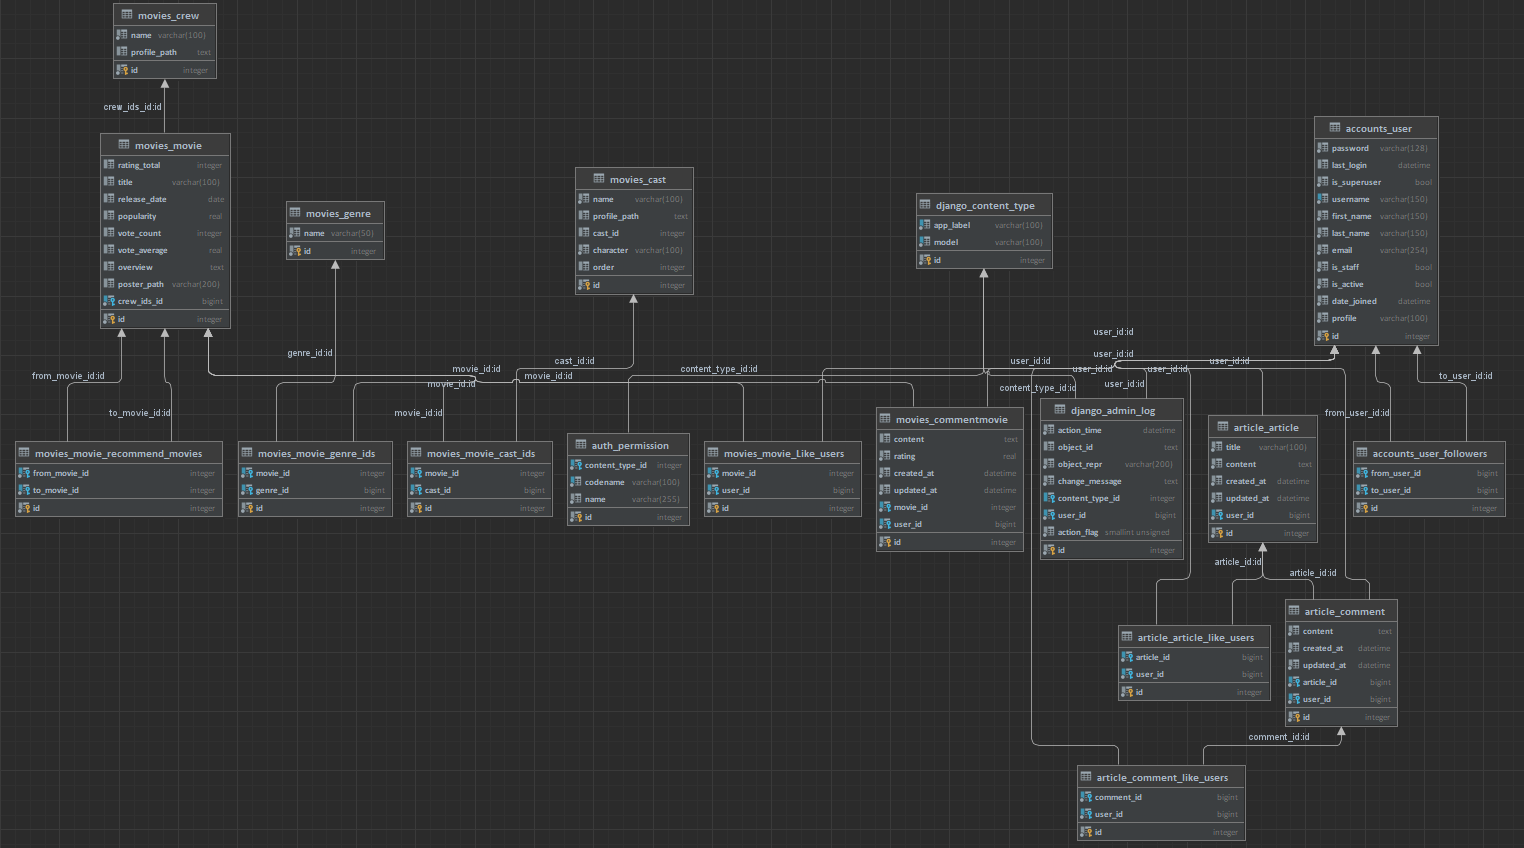 movies_crew
name varchar(100)
profile_path text
id integer
crew_ids_id:id
movies_movie
rating_total integer
title varchar(100)
release_date date
popularity real
vote_count integer
vote_average real
overview text
poster_path varchar(200)
crew_ids_id bigint
id integer
movies_genre
name varchar(50)
id integer
movies_cast
name varchar(100)
profile_path text
cast_id integer
character varchar(100)
order integer
id integer
django_content_type
app_label varchar(100)
model varchar(100)
id integer
accounts_user
password varchar(128)
last_login datetime
is_superuser bool
username varchar(150)
first_name varchar(150)
last_name varchar(150)
email varchar(254)
is_staff bool
is_active bool
date_joined datetime
profile varchar(100)
id integer
from_movie_id:id
to_movie_id:id
genre_id:id
movie_id:id
movie_id:id
movie_id:id
movie_id:id
cast_id:id
content_type_id:id
content_type_id:id
user_id:id
user_id:id
user_id:id
user_id:id
user_id:id
user_id:id
user_id:id
from_user_id:id
to_user_id:id
movies_movie_recommend_movies
from_movie_id integer
to_movie_id integer
id integer
movies_movie_genre_ids
movie_id integer
genre_id bigint
id integer
movies_movie_cast_ids
movie_id integer
cast_id bigint
id integer
auth_permission
content_type_id integer
codename varchar(100)
name varchar(255)
id integer
movies_movie_Like_users
movie_id integer
user_id bigint
id integer
movies_commentmovie
content text
rating real
created_at datetime
updated_at datetime
movie_id integer
user_id bigint
id integer
django_admin_log
action_time datetime
object_id text
object_repr varchar(200)
change_message text
content_type_id integer
user_id bigint
action_flag smallint unsigned
id integer
article_article
title varchar(100)
content text
created_at datetime
updated_at datetime
user_id bigint
id integer
accounts_user_followers
from_user_id bigint
to_user_id bigint
id integer
article_id:id
article_id:id
article_article_like_users
article_id bigint
user_id bigint
id integer
article_comment
content text
created_at datetime
updated_at datetime
article_id bigint
user_id bigint
id integer
comment_id:id
article_comment_like_users
comment_id bigint
user_id bigint
id integer